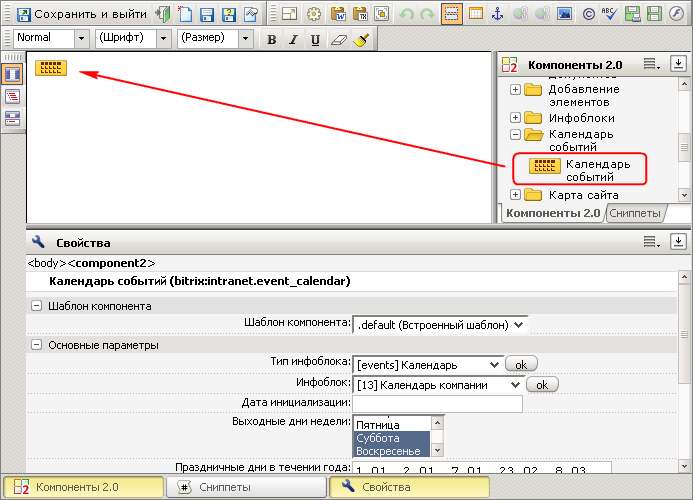 Сохранить и выйти
Normal
(Шрифт)
(Размер)
B I U
Компоненты 2.0
Добавление
элементов
Инфоблоки
Календарь
событий
Календарь
событий
Карта сайта
Компоненты 2.0
Сниппеты
Свойства
<body><component2>
Календарь событий (bitrix:intranet.event_calendar)
Шаблон компонента
Шаблон компонента: .default (Встроенный шаблон)
Основные параметры
Тип инфоблока: [events] Календарь ok
Инфоблок: [13] Календарь компании ok
Дата инициализации:
Выходные дни недели: Пятница
Суббота
Воскресенье
Праздничные дни в течении года: 1.01, 2.01, 7.01, 23.02, 8.03,
Компоненты 2.0
Сниппеты
Свойства